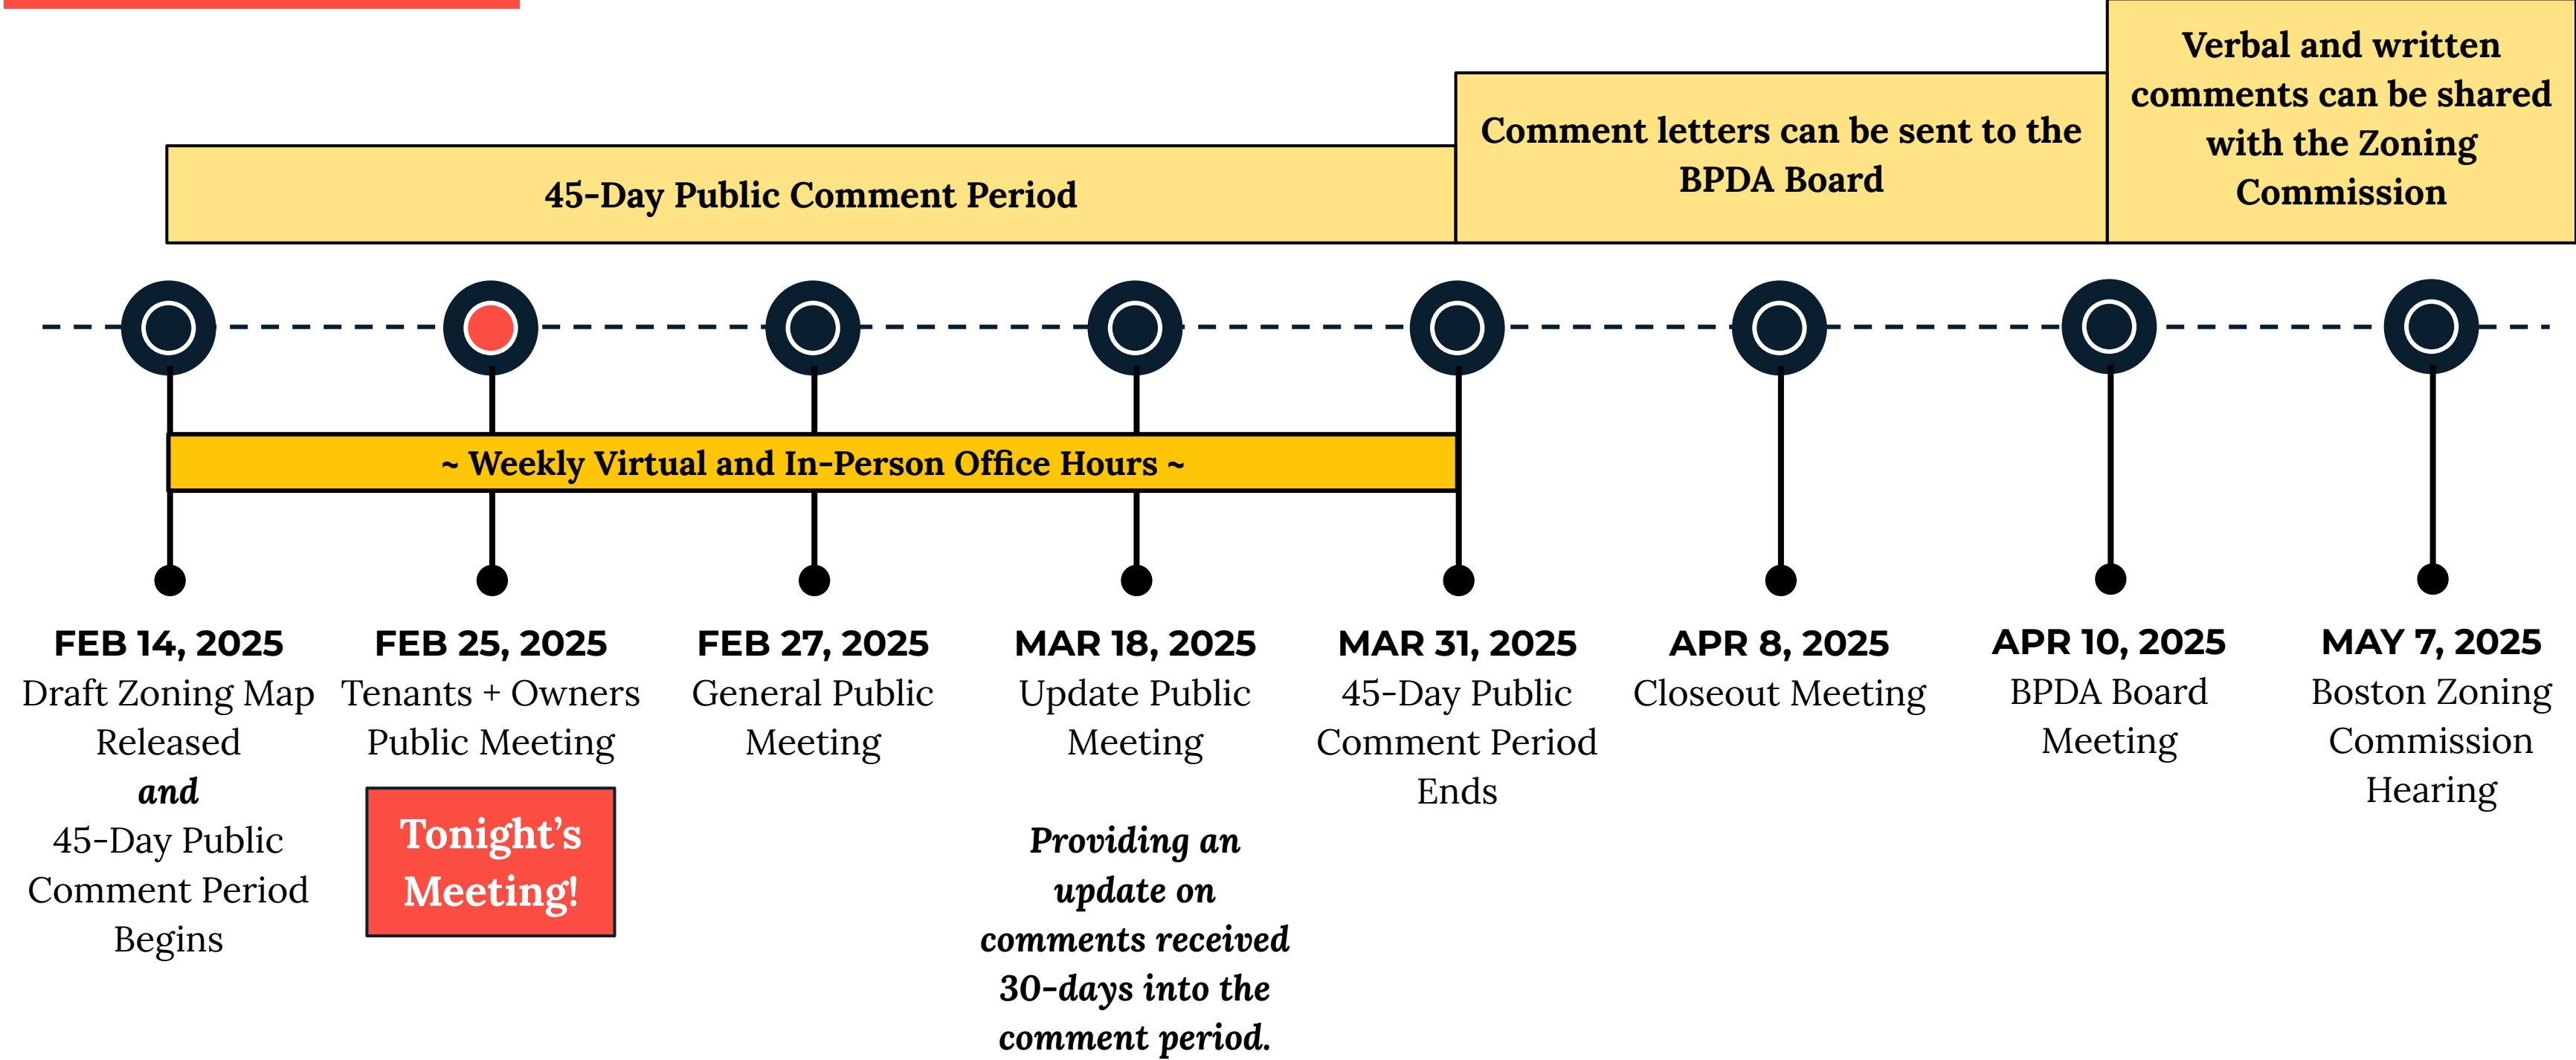 Verbal and written
comments can be shared
with the Zoning
Commission
Comment letters can be sent to the
BPDA Board
45-Day Public Comment Period
~ Weekly Virtual and In-Person Office Hours ~
FEB 14, 2025
Draft Zoning Map
Released
and
45-Day Public
Comment Period
Begins
FEB 25, 2025
Tenants + Owners
Public Meeting
Tonight’s
Meeting!
FEB 27, 2025
General Public
Meeting
MAR 18, 2025
Update Public
Meeting
Providing an
update on
comments received
30-days into the
comment period.
MAR 31, 2025
45-Day Public
Comment Period
Ends
APR 8, 2025
Closeout Meeting
APR 10, 2025
BPDA Board
Meeting
MAY 7, 2025
Boston Zoning
Commission
Hearing